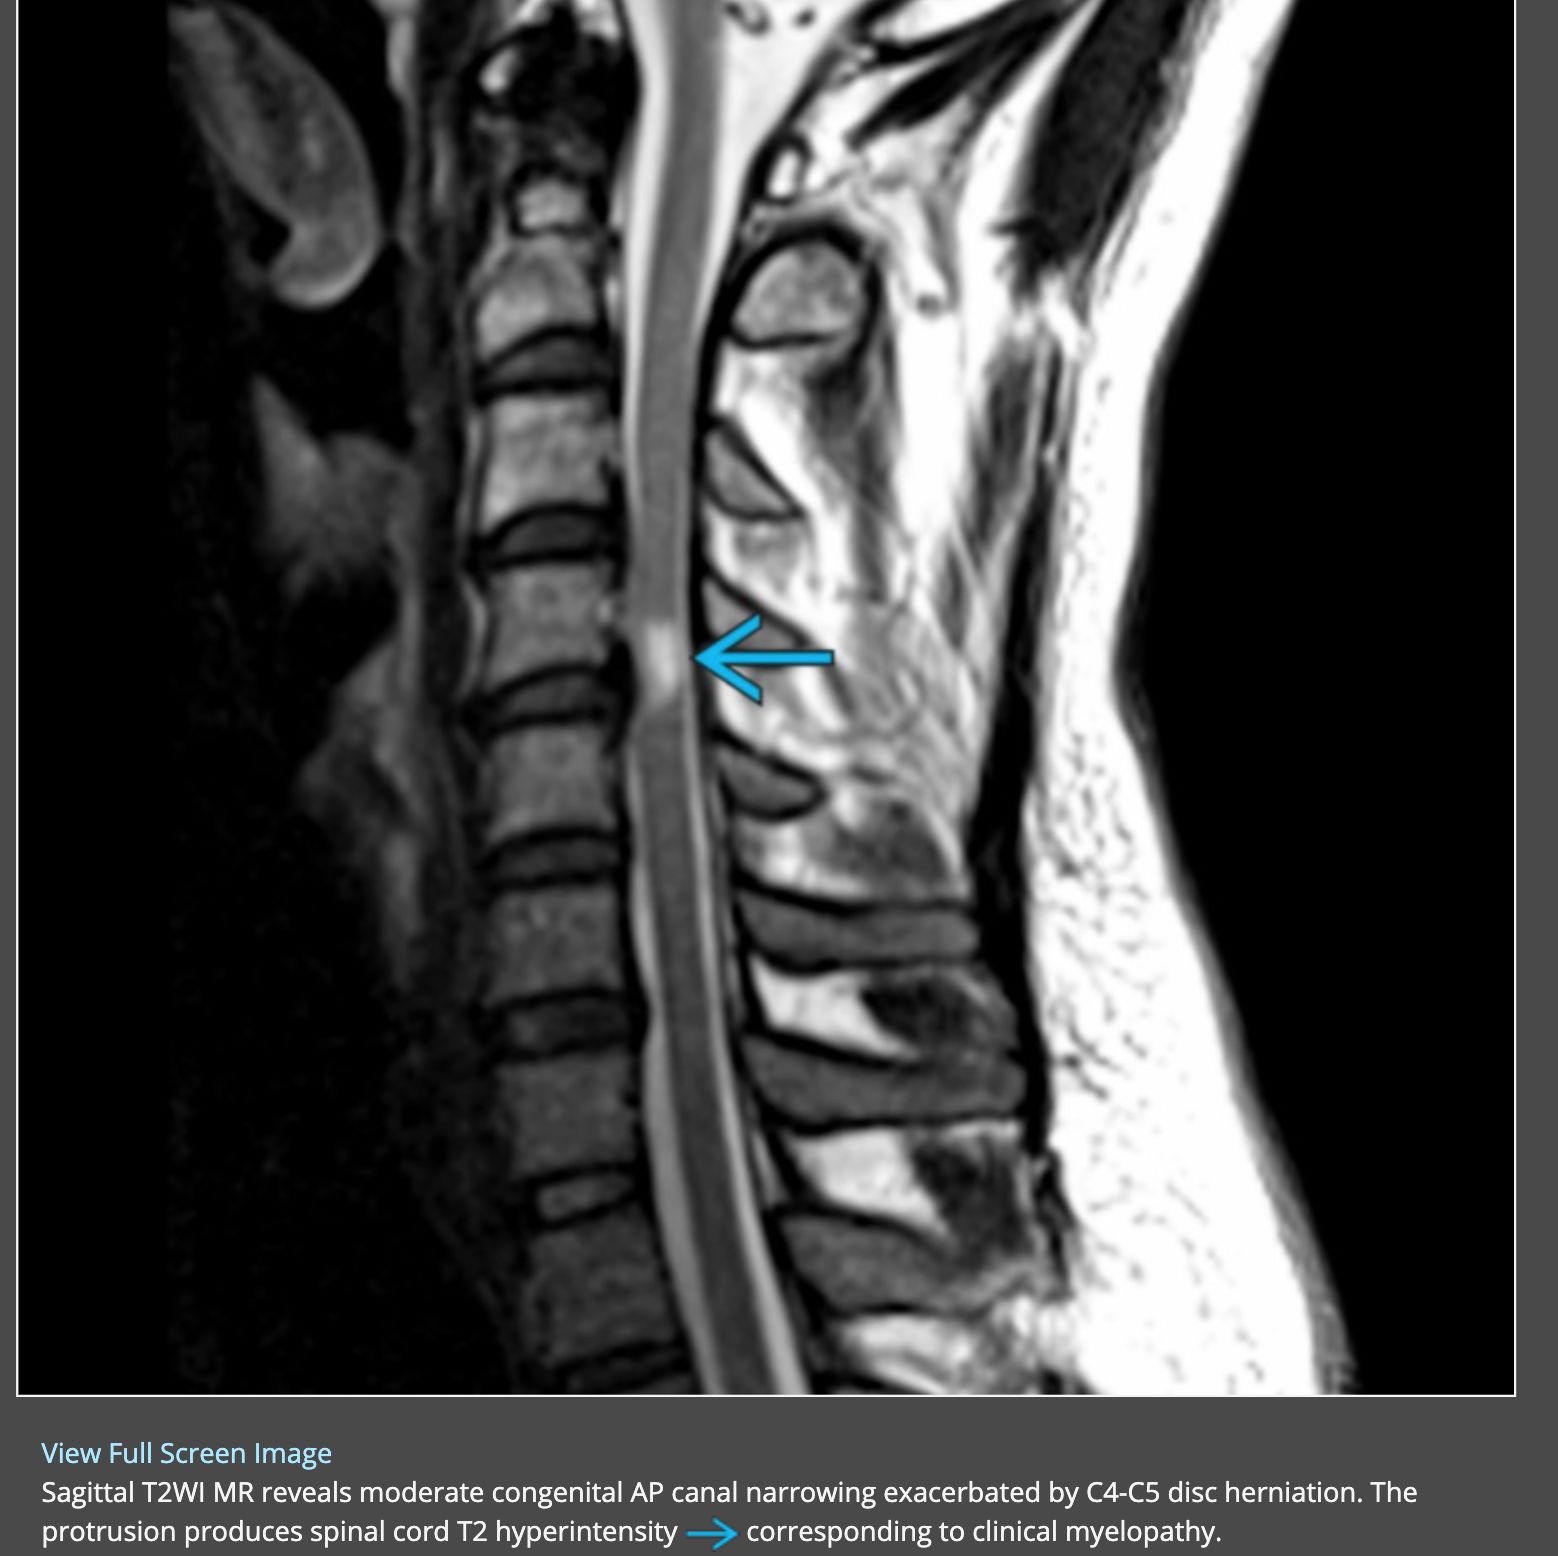 View Full Screen Image
Sagittal T2WI MR reveals moderate congenital AP canal narrowing exacerbated by C4-C5 disc herniation. The
protrusion produces spinal cord T2 hyperintensity → corresponding to clinical myelopathy.